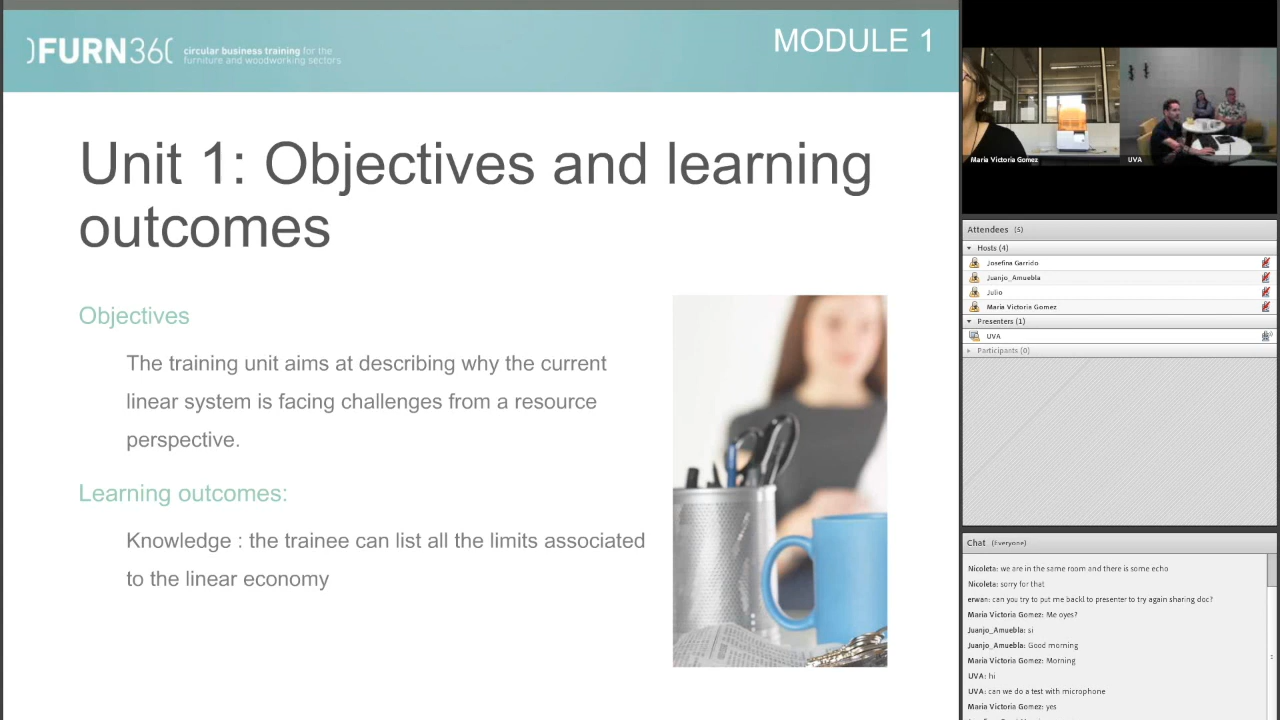 )FURN36( circular business training for the
furniture and woodworking sectors
MODULE 1
Unit 1: Objectives and learning
outcomes
Objectives
The training unit aims at describing why the current
linear system is facing challenges from a resource
perspective.
Learning outcomes:
Knowledge : the trainee can list all the limits associated
to the linear economy
Maria Victoria Gomez
UVA
Attendees (5)
Hosts (4)
Josefina Garrido
Juanjo_Amuebla
Julio
Maria Victoria Gomez
Presenters (1)
UVA
Participants (0)
Chat (Everyone)
Nicoleta: we are in the same room and there is some echo
Nicoleta: sorry for that
erwan: can you try to put me backl to presenter to try again sharing doc?
Maria Victoria Gomez: Me oyes?
Juanjo_Amuebla: si
Juanjo_Amuebla: Good morning
Maria Victoria Gomez: Morning
UVA: hi
UVA: can we do a test with microphone
Maria Victoria Gomez: yes